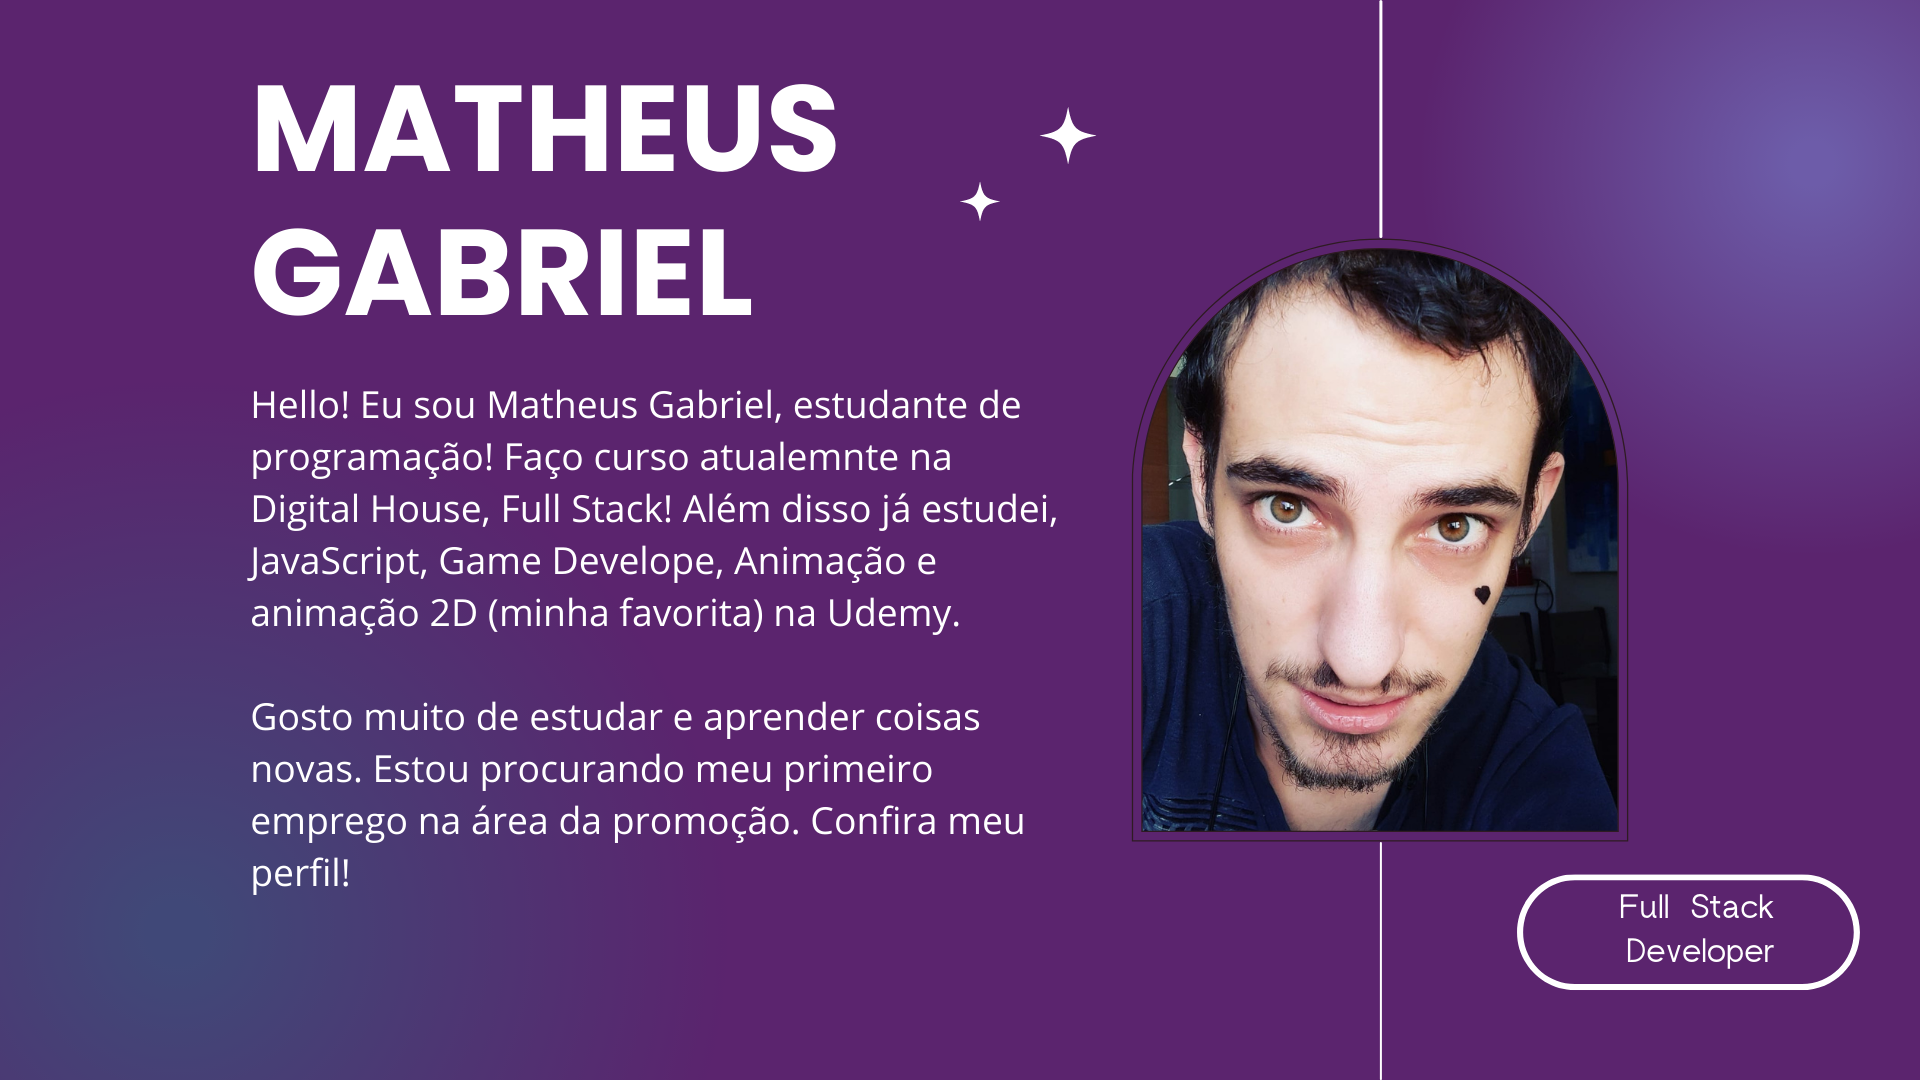 MATHEUS
GABRIEL
Hello! Eu sou Matheus Gabriel, estudante de
programação! Faço curso atualemnte na
Digital House, Full Stack! Além disso já estudei,
JavaScript, Game Develope, Animação e
animação 2D (minha favorita) na Udemy.
Gosto muito de estudar e aprender coisas
novas. Estou procurando meu primeiro
emprego na área da promoção. Confira meu
perfil!
Full Stack
Developer